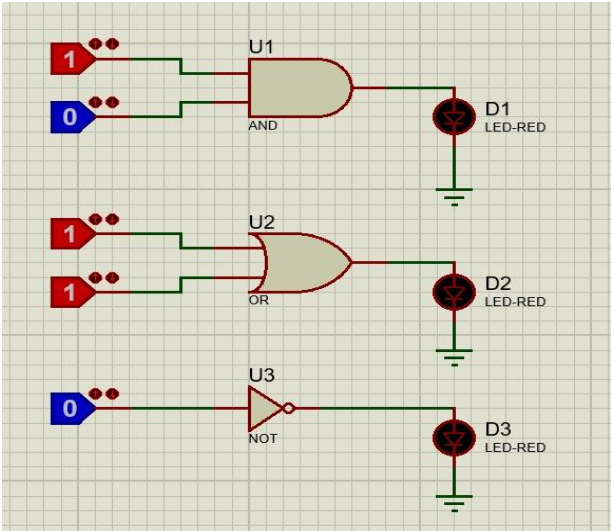 U1
1
0
AND
D1
LED-RED
U2
1
1
OR
D2
LED-RED
U3
0
NOT
D3
LED-RED